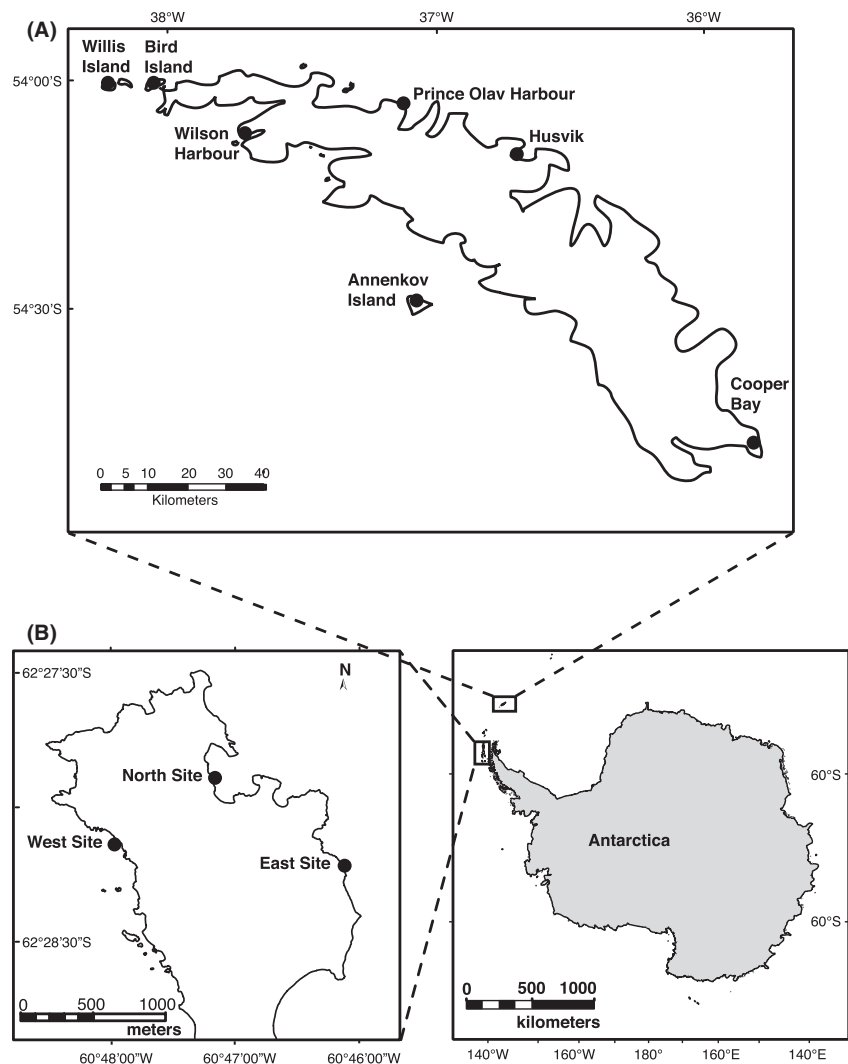 38°W 37°W 36°W
(A)
Willis
Island
Bird
Island
54°00'S
Prince Olav Harbour
Wilson
Harbour
Husvik
Annenkov
Island
54°30'S
Cooper
Bay
0 5 10 20 30 40
Kilometers
(B)
62°27'30"S
N
North Site
West Site
East Site
62°28'30"S
0 500 1000
meters
60°48'00"W 60°47'00"W 60°46'00"W
60°S
Antarctica
60°S
0 500 1000
kilometers
140°W 160°W 180° 160°E 140°E